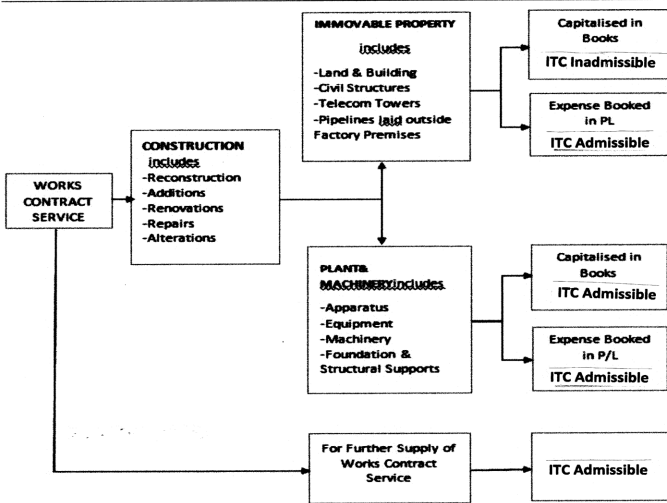 WORKS
CONTRACT
SERVICE
CONSTRUCTION
includes
-Reconstruction
-Additions
-Renovations
-Repairs
-Alterations
IMMOVABLE PROPERTY
includes
-Land & Building
-Civil Structures
-Telecom Towers
-Pipelines laid outside
Factory Premises
Capitalised in
Books
ITC Inadmissible
Expense Booked
in PL
ITC Admissible
PLANT&
MACHINERYincludes
-Apparatus
-Equipment
-Machinery
-Foundation &
Structural Supports
Capitalised in
Books
ITC Admissible
Expense Booked
in P/L
ITC Admissible
For Further Supply of
Works Contract
Service
ITC Admissible